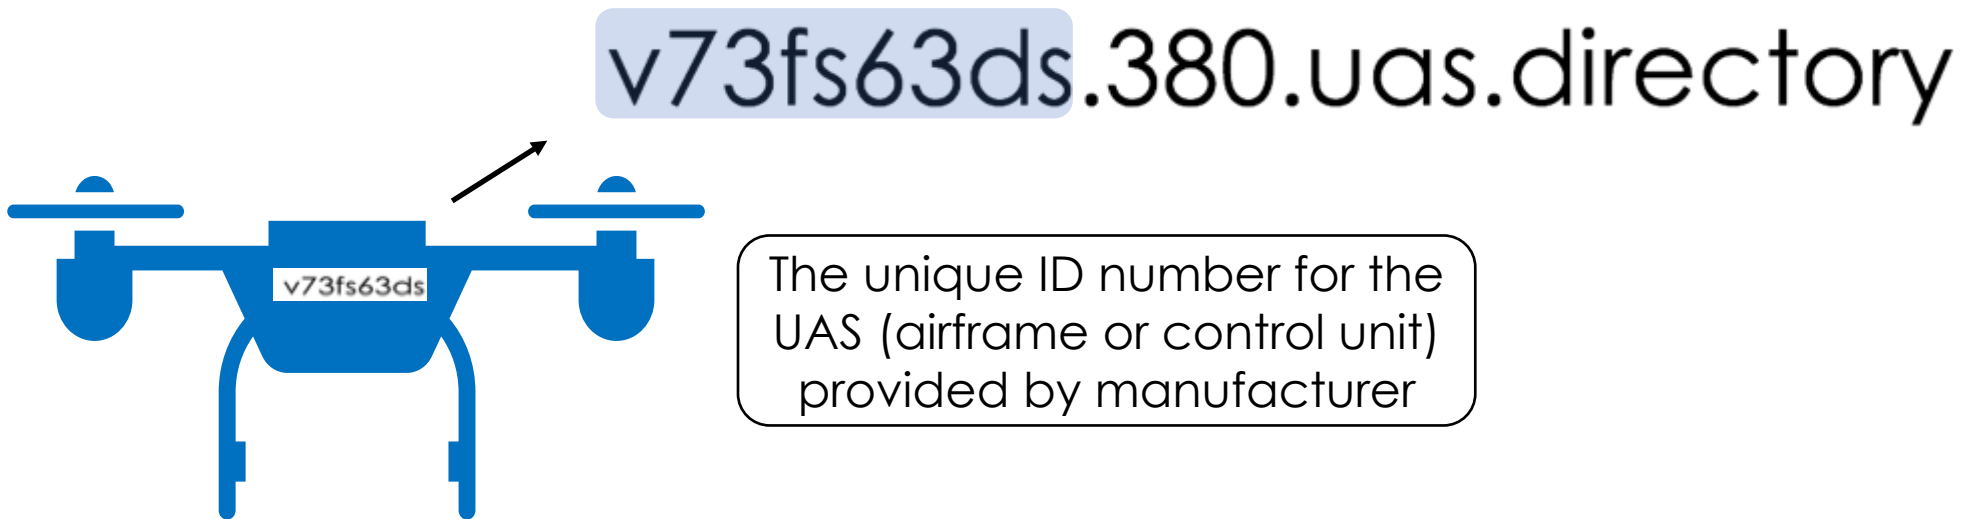 v73fs63ds.380.uas.directory
v73fs63ds
The unique ID number for the
UAS (airframe or control unit)
provided by manufacturer